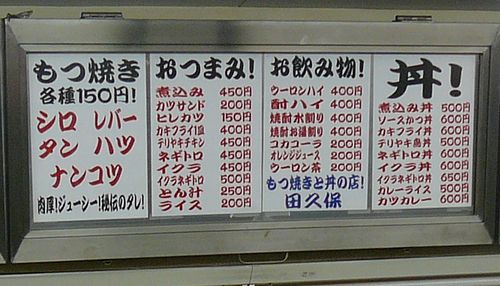 もつ焼き
各種150円!
シロ レバー
タン ハツ
ナンコツ
肉厚!ジューシー!秘伝のタレ!
おつまみ!
煮込み 450円
カツサンド 200円
ヒレカツ 150円
カキフライ1皿 400円
テリヤキチキン 450円
ネギトロ 450円
イクラ 450円
イクラネギトロ 600円
とん汁 250円
ライス 200円
お飲み物!
ウーロンハイ 400円
酎ハイ 400円
焼酎水割り 400円
焼酎お湯割り 400円
コカコーラ 200円
オレンジジュース 200円
ウーロン茶 200円
もつ焼きと丼の店!
田久保
丼!
煮込み丼 500円
ソースかつ丼 600円
カキフライ丼 600円
テリヤキ鳥丼 500円
ネギトロ丼 600円
イクラ丼 600円
イクラネギトロ丼 650円
カレーライス 500円
カツカレー 600円